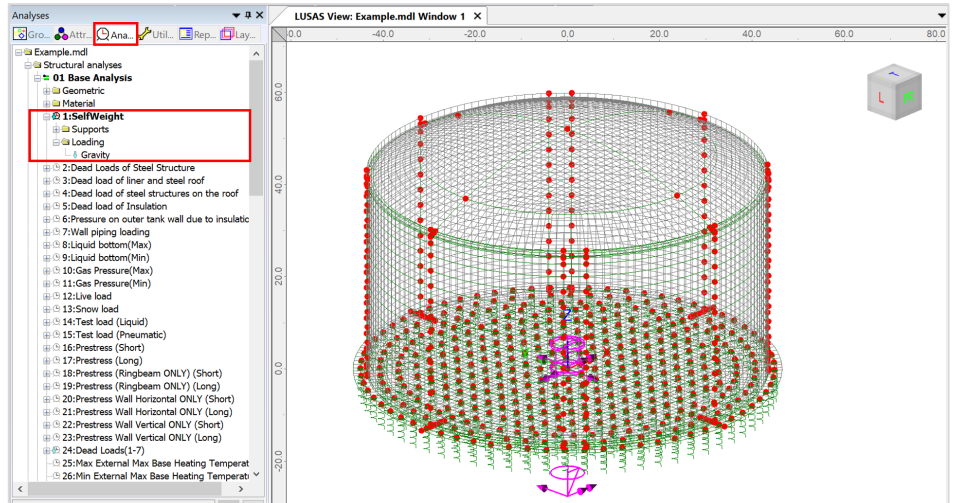 Analyses
LUSAS View: Example.mdl Window 1 X
Gro... Attr... Ana... Util... Rep... Lay...
0.0 -40.0 -20.0 0.0 20.0 40.0 60.0 80.0
Example.mdl
Structural analyses
01 Base Analysis
Geometric
Material
1:SelfWeight
Supports
Loading
Gravity
2:Dead Loads of Steel Structure
3:Dead load of liner and steel roof
4:Dead load of steel structures on the roof
5:Dead load of Insulation
6:Pressure on outer tank wall due to insulatic
7:Wall piping loading
8:Liquid bottom(Max)
9:Liquid bottom(Min)
10:Gas Pressure(Max)
11:Gas Pressure(Min)
12:Live load
13:Snow load
14:Test load (Liquid)
15:Test load (Pneumatic)
16:Prestress (Short)
17:Prestress (Long)
18:Prestress (Ringbeam ONLY) (Short)
19:Prestress (Ringbeam ONLY) (Long)
20:Prestress Wall Horizontal ONLY (Short)
21:Prestress Wall Horizontal ONLY (Long)
22:Prestress Wall Vertical ONLY (Short)
23:Prestress Wall Vertical ONLY (Long)
24:Dead Loads(1-7)
25:Max External Max Base Heating Temperat
26:Min External Max Base Heating Temperati
60.0
40.0
20.0
0.0
-20.0
Z
L